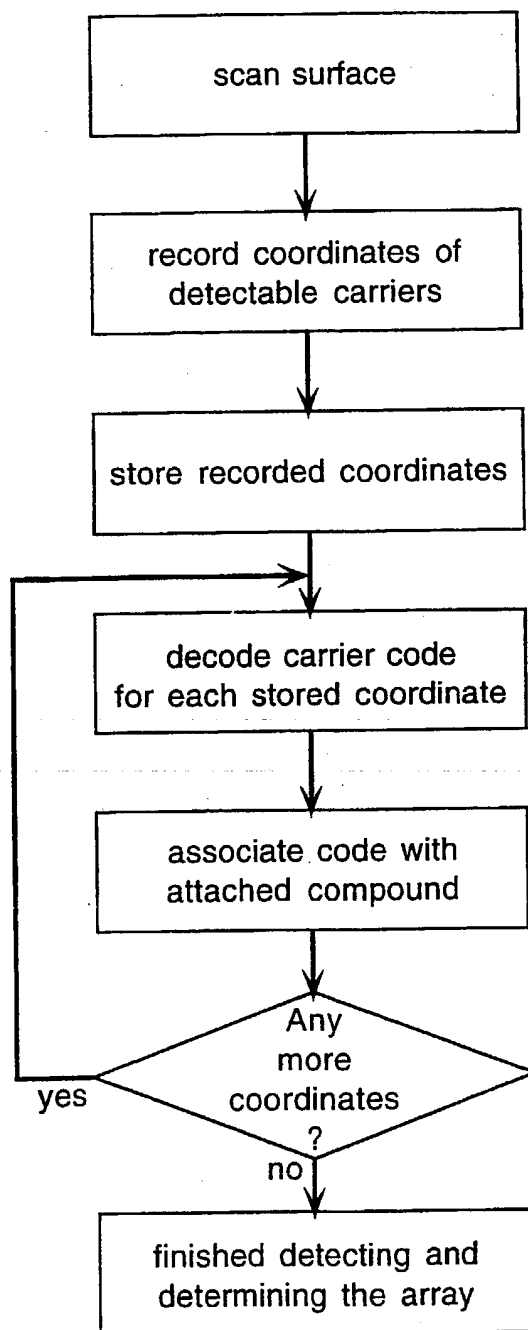 scan surface
record coordinates of
detectable carriers
store recorded coordinates
decode carrier code
for each stored coordinate
associate code with
attached compound
Any
more
coordinates
?
yes
no
finished detecting and
determining the array